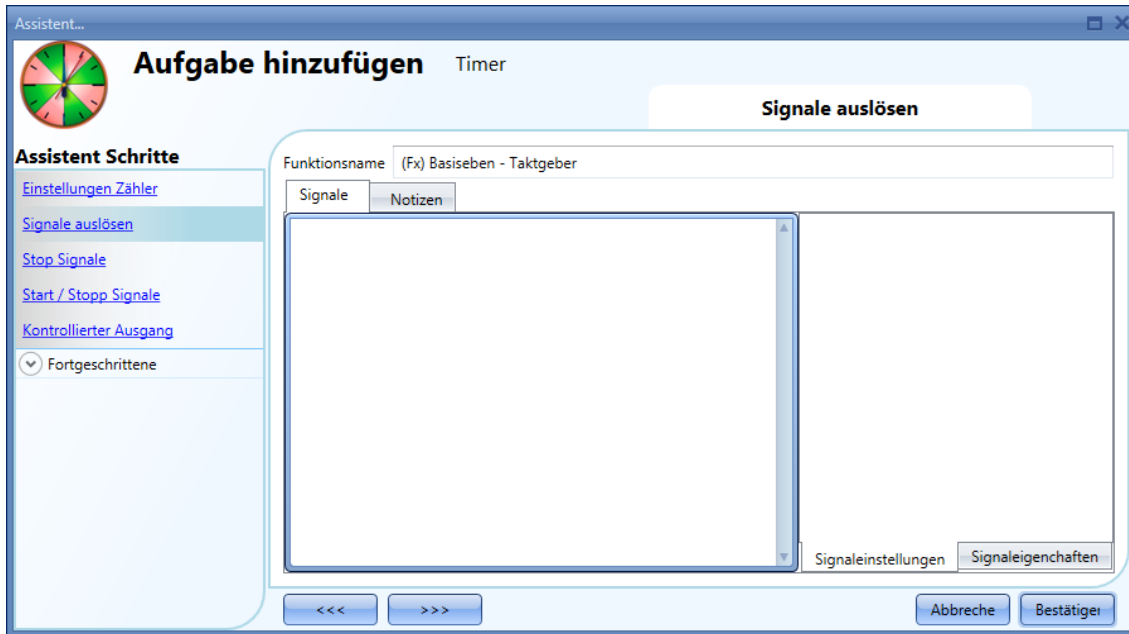 Assistent...
Aufgabe hinzufügen Timer
Signale auslösen
Assistent Schritte
Einstellungen Zähler
Signale auslösen
Stop Signale
Start / Stopp Signale
Kontrollierter Ausgang
Fortgeschrittene
Funktionsname (Fx) Basiseben - Taktgeber
Signale Notizen
Signaleinstellungen Signaleigenchaften
<<< >>> Abbreche Bestätiger